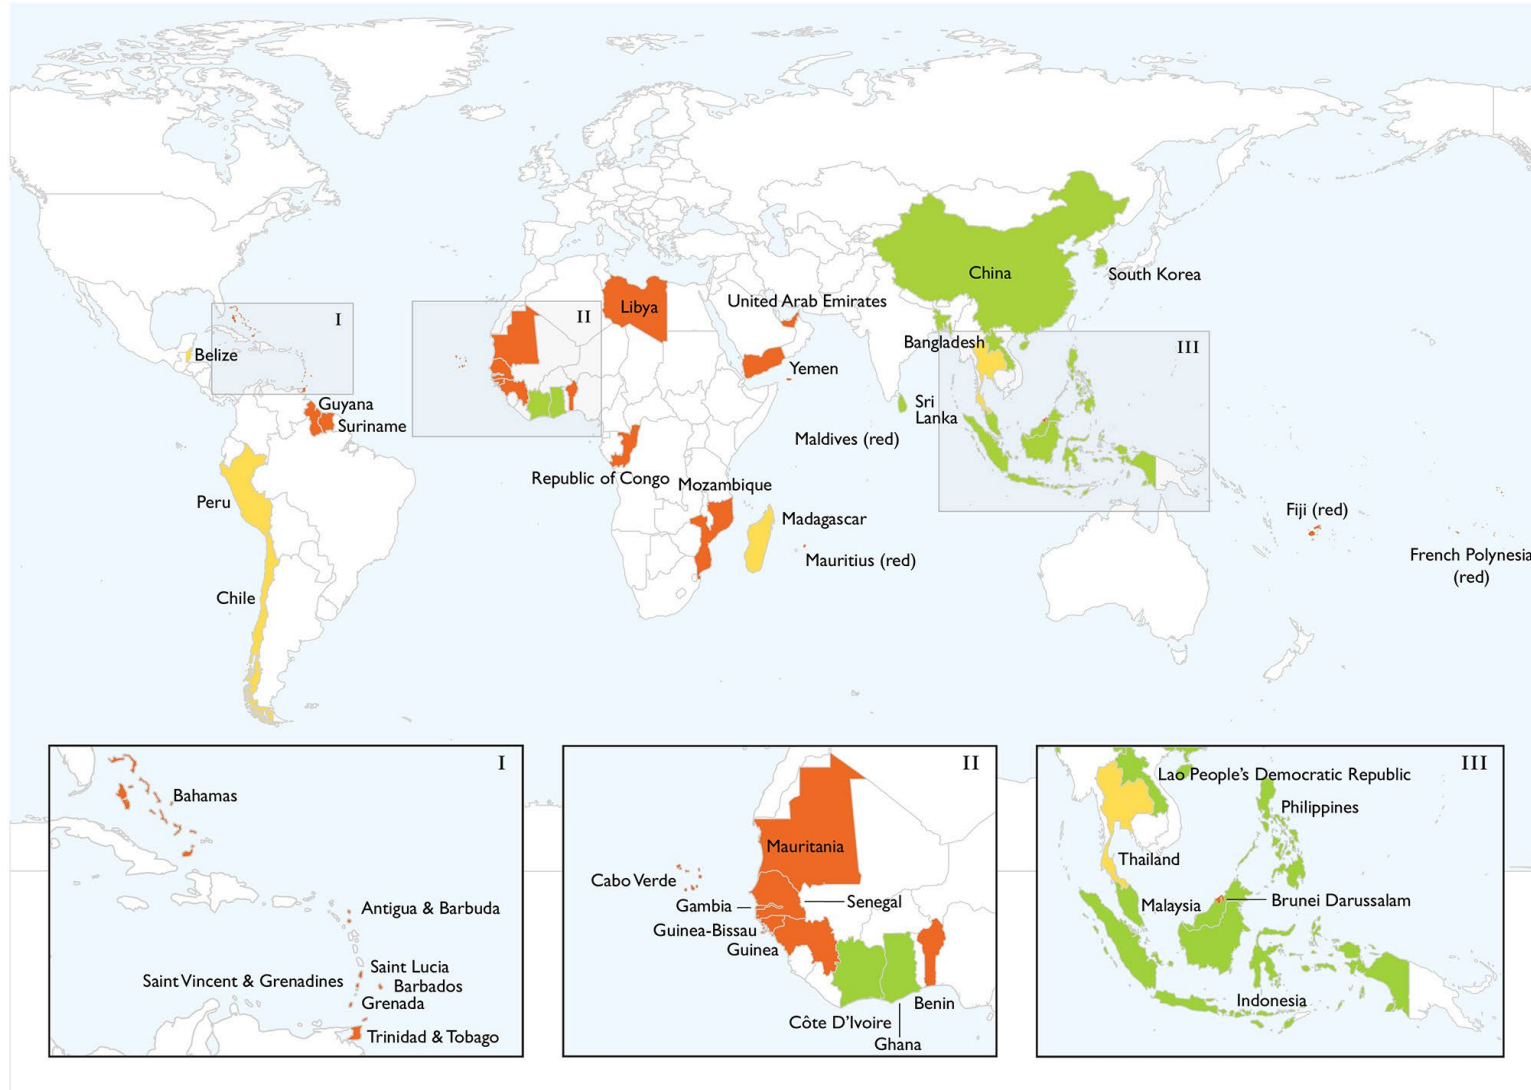 China
South Korea
United Arab Emirates
Libya
I
II
Bangladesh
III
Belize
Yemen
Guyana
Suriname
Sri
Lanka
Maldives (red)
Republic of Congo
Mozambique
Peru
Madagascar
Fiji (red)
Mauritius (red)
French Polynesia
(red)
Chile
I
Bahamas
Antigua & Barbuda
Saint Lucia
Saint Vincent & Grenadines
Barbados
Grenada
Trinidad & Tobago
II
Mauritania
Cabo Verde
Senegal
Gambia
Guinea-Bissau
Guinea
Benin
Côte D'Ivoire
Ghana
III
Lao People's Democratic Republic
Philippines
Thailand
Malaysia
Brunei Darussalam
Indonesia